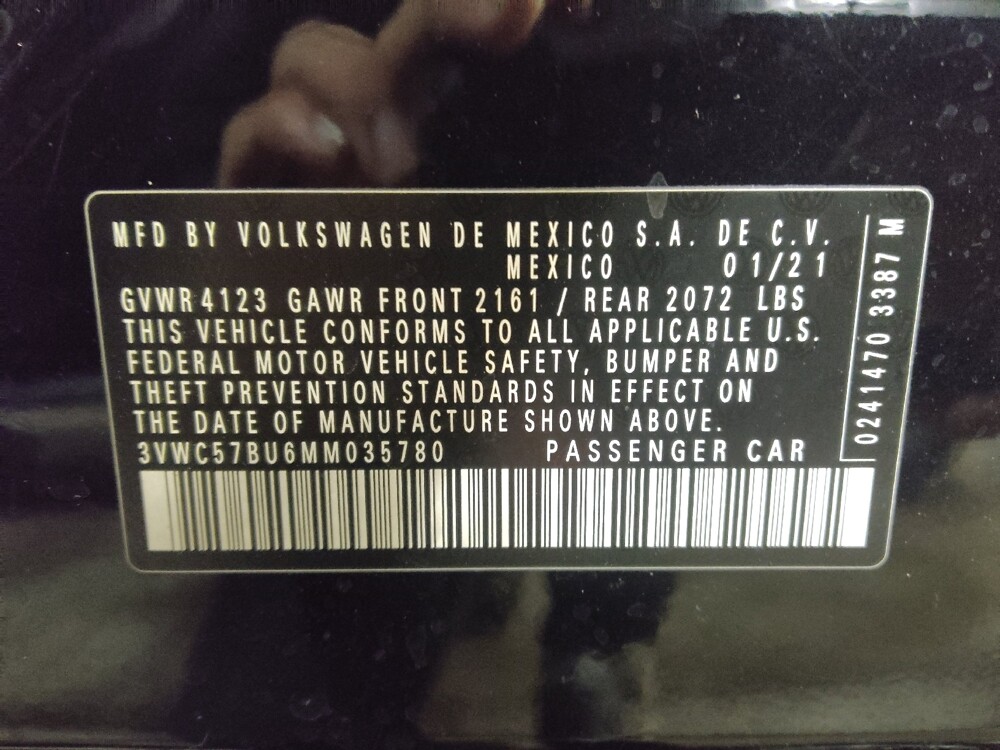 MFD BY VOLKSWAGEN DE MEXICO S.A. DE C.V.
MEXICO 01/21
GVWR 4123 GAWR FRONT 2161 / REAR 2072 LBS
THIS VEHICLE CONFORMS TO ALL APPLICABLE U.S.
FEDERAL MOTOR VEHICLE SAFETY, BUMPER AND
THEFT PREVENTION STANDARDS IN EFFECT ON
THE DATE OF MANUFACTURE SHOWN ABOVE.
3VWC57BU6MM035780 PASSENGER CAR
0241470 3387 M